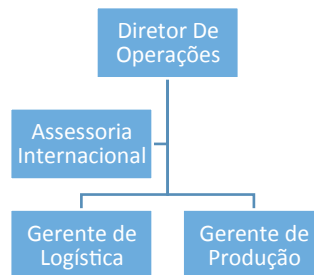 Diretor De
Operações
Assessoria
Internacional
Gerente de
Logística
Gerente de
Produção